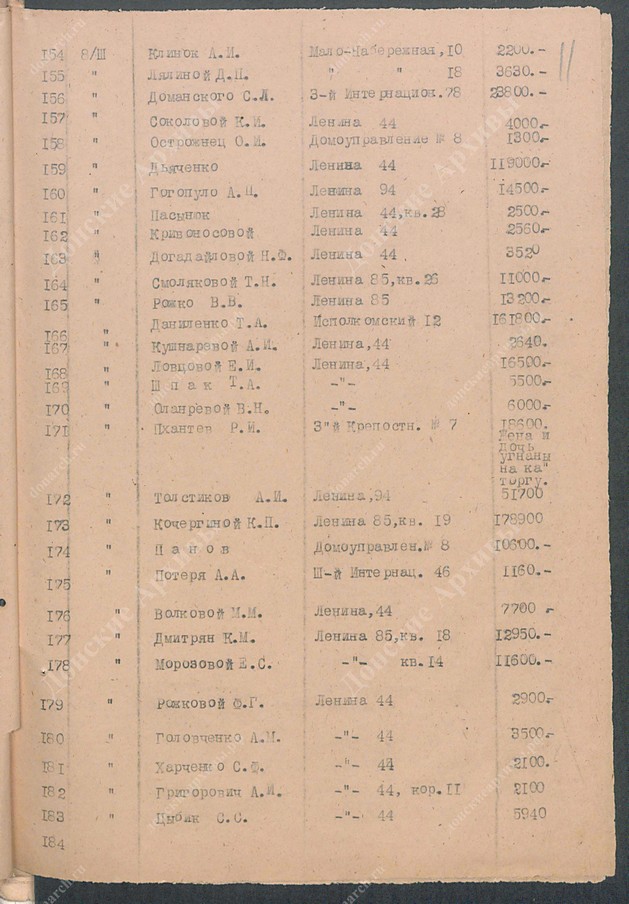 11
154 8/Ш Клинок А.И. Мало-Набережная,10 2200.-
155 " Лялиной Д.П. " " 18 3630.-
156 " Доманского С.Л. 3-й Интернацион.78 23800.-
157 " Соколовой К.И. Ленина 44 4000.-
158 " Острожнец О.И. Домоуправление № 8 1300.-
159 " Дьяченко Ленина 44 119000.-
160 " Гогопуло А.Ц. Ленина 94 14500.-
161 " Пасынюк Ленина 44,кв.28 2500.-
162 " Кривоносовой Ленина 44 2560.-
163 " Догадайловой Н.Ф. Ленина 44 3520
164 " Смоляковой Т.Н. Ленина 85,кв.26 11000.-
165 " Рожко В.В. Ленина 85 13200.-
166 " Даниленко Т.А. Исполкомский 12 161800.-
167 " Кушнаревой А.И. Ленина,44 2640.
168 " Ловцовой Е.И. Ленина,44 16500.-
169 " Ш п а к Т.А. -"- 5500.-
170 " В.Н. -"- 6000.-
171 " Пхантев Р.И. 3"й Крепостн. № 7 18600.
Жена и
дочь
угнаны
на ка"
торгу.
172 " Толстиков А.И. Ленина,94 51700
173 " Кочергиной К.П. Ленина 85,кв. 19 178900
174 " П а н о в Домоуправлен.№ 8 10600.-
175 " Потеря А.А. Ш-й Интернац. 46 1160.-
176 " Волковой М.М. Ленина,44 7700 -
177 " Дмитрян К.М. Ленина 85,кв. 18 12950.-
178 " Морозовой Е.С. -"- кв.14 11600.-
179 " Рожковой Ф.Г. Ленина 44 2900.-
180 " Головченко А.М. -"- 44 3500.-
181 " Харченко С.Ф. -"- 44 2100.
182 " Григорович А.И. -"- 44, кор.II 2100
183 " Цыбик С.С. -"- 44 5940
184